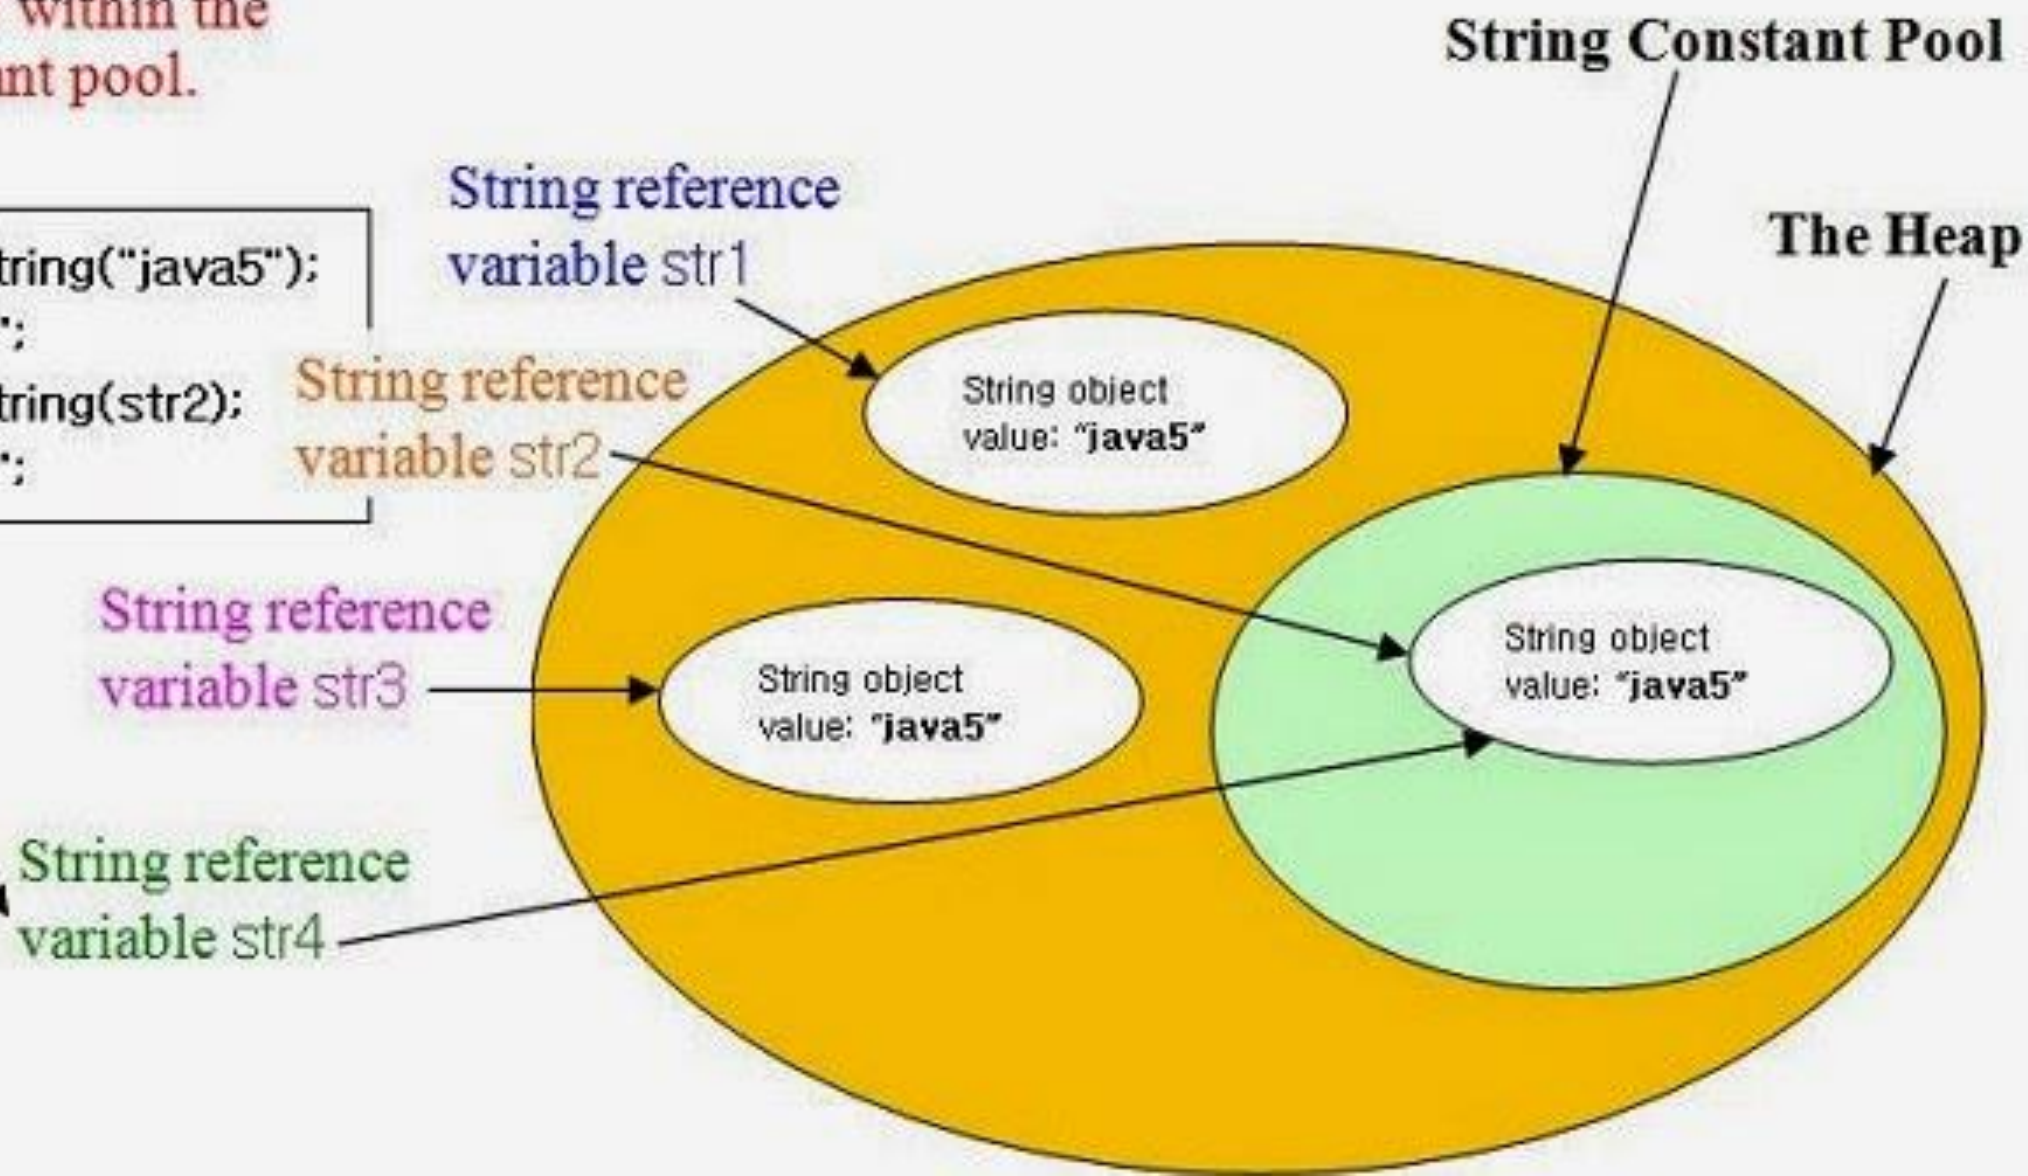 within the
nt pool.
String Constant Pool
The Heap
String reference
variable str1
tring("java5");
";
tring(str2);
";
String reference
variable str2
String object
value: "java5"
String reference
variable str3
String object
value: "java5"
String object
value: "java5"
String reference
variable str4